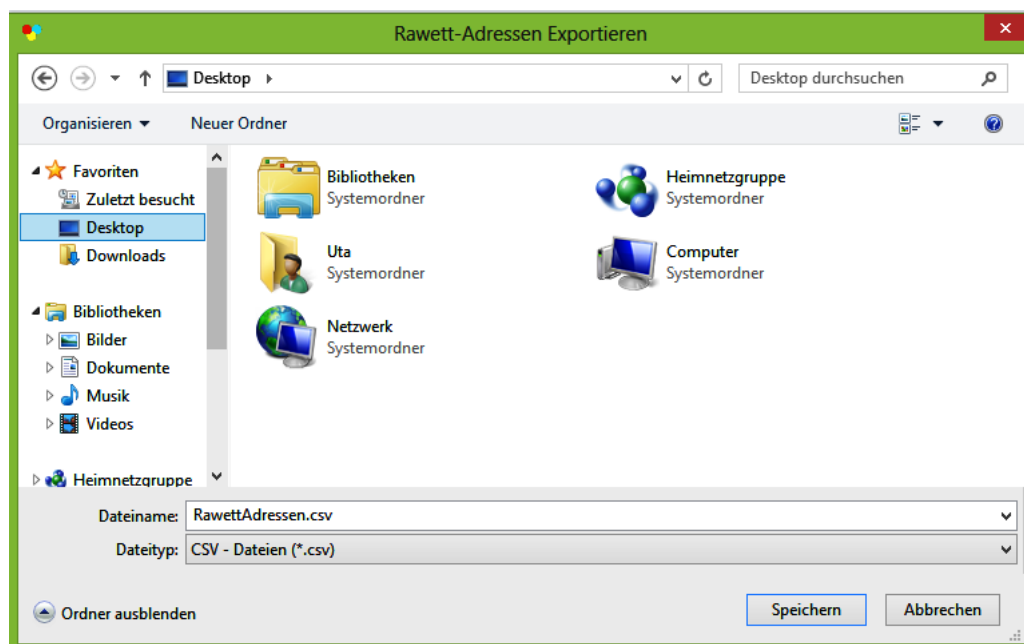 Rawett-Adressen Exportieren
Desktop
Desktop durchsuchen
Organisieren
Neuer Ordner
Favoriten
Zuletzt besucht
Desktop
Downloads
Bibliotheken
Bilder
Dokumente
Musik
Videos
Heimnetzgruppe
Bibliotheken
Systemordner
Heimnetzgruppe
Systemordner
Uta
Systemordner
Computer
Systemordner
Netzwerk
Systemordner
Dateiname: RawettAdressen.csv
Dateityp: CSV - Dateien (*.csv)
Ordner ausblenden
Speichern
Abbrechen